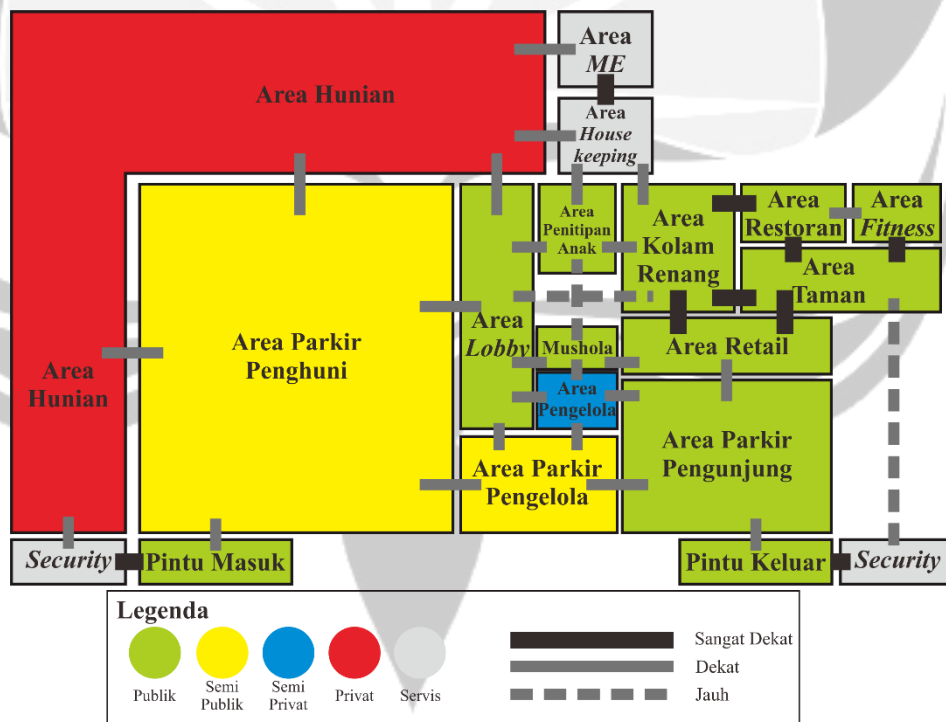 Area
ME
Area Hunian
Area
House
keeping
Area
Penitipan
Anak
Area
Kolam
Renang
Area
Restoran
Area
Fitness
Area
Taman
Area Parkir
Penghuni
Area
Lobby
Mushola
Area Retail
Area
Hunian
Area
Pengelola
Area Parkir
Pengunjung
Area Parkir
Pengelola
Security
Pintu Masuk
Pintu Keluar
Security
Legenda
Publik
Semi
Publik
Semi
Privat
Privat
Servis
Sangat Dekat
Dekat
Jauh